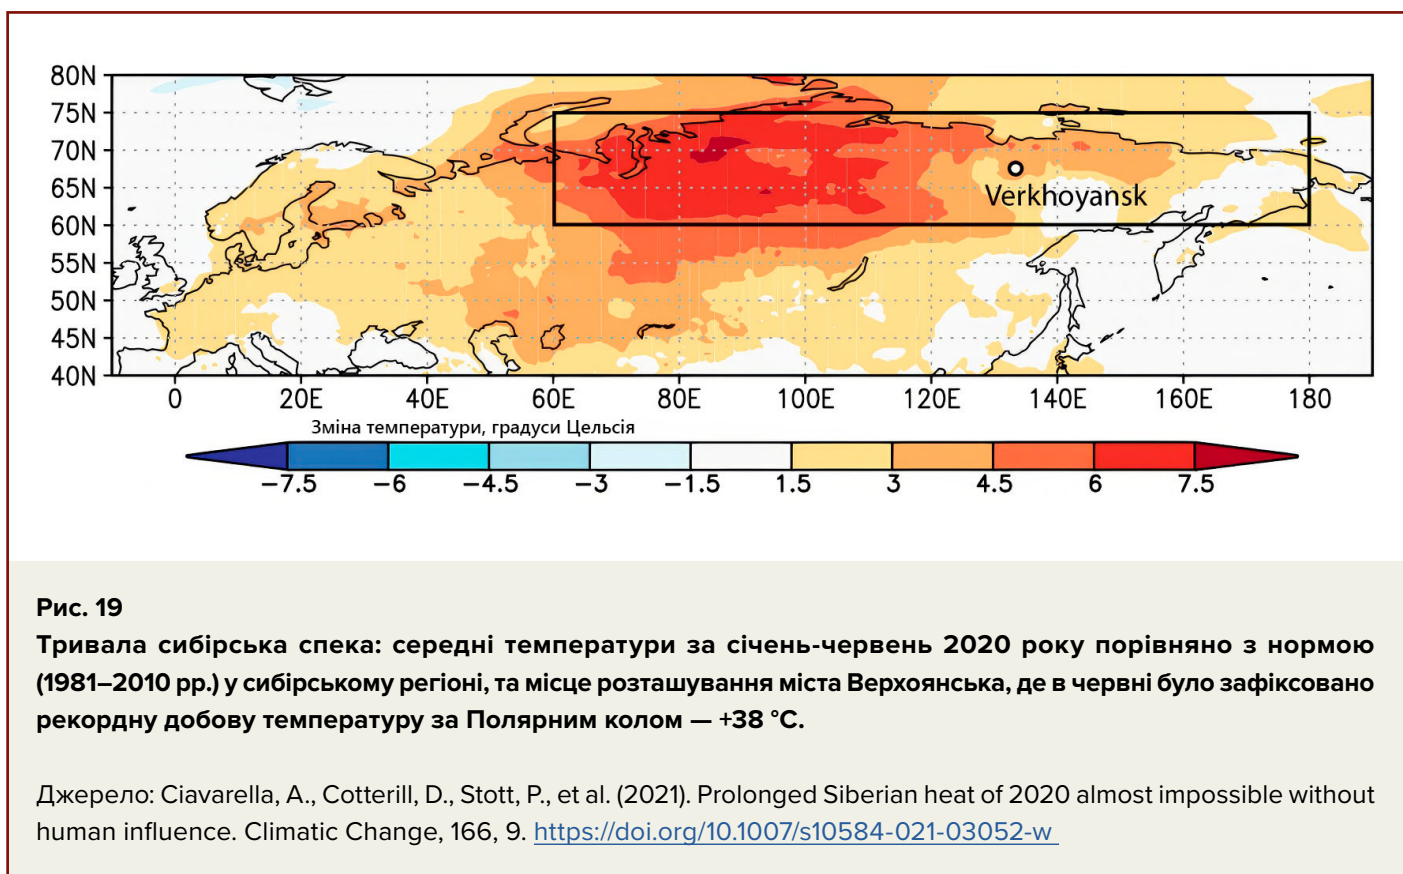 80N
75N
70N
65N
60N
55N
50N
45N
40N
Verkhoyansk
0 20E 40E 60E 80E 100E 120E 140E 160E 180
Зміна температури, градуси Цельсія
−7.5 −6 −4.5 −3 −1.5 1.5 3 4.5 6 7.5
Рис. 19
Тривала сибірська спека: середні температури за січень-червень 2020 року порівняно з нормою
(1981–2010 рр.) у сибірському регіоні, та місце розташування міста Верхоянська, де в червні було зафіксовано
рекордну добову температуру за Полярним колом — +38 °С.
Джерело: Ciavarella, A., Cotterill, D., Stott, P., et al. (2021). Prolonged Siberian heat of 2020 almost impossible without
human influence. Climatic Change, 166, 9. https://doi.org/10.1007/s10584-021-03052-w